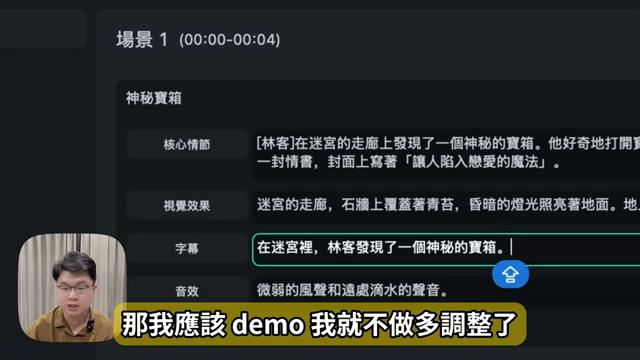 場景 1 (00:00-00:04)
神秘寶箱
核心情節
[林客]在迷宮的走廊上發現了一個神秘的寶箱。他好奇地打開寶
一封情書，封面上寫著「讓人陷入戀愛的魔法」。
視覺效果
迷宮的走廊，石牆上覆蓋著青苔，昏暗的燈光照亮著地面。地
字幕
在迷宮裡，林客發現了一個神秘的寶箱。
音效
微弱的風聲和遠處滴水的聲音。
那我應該 demo 我就不做多調整了